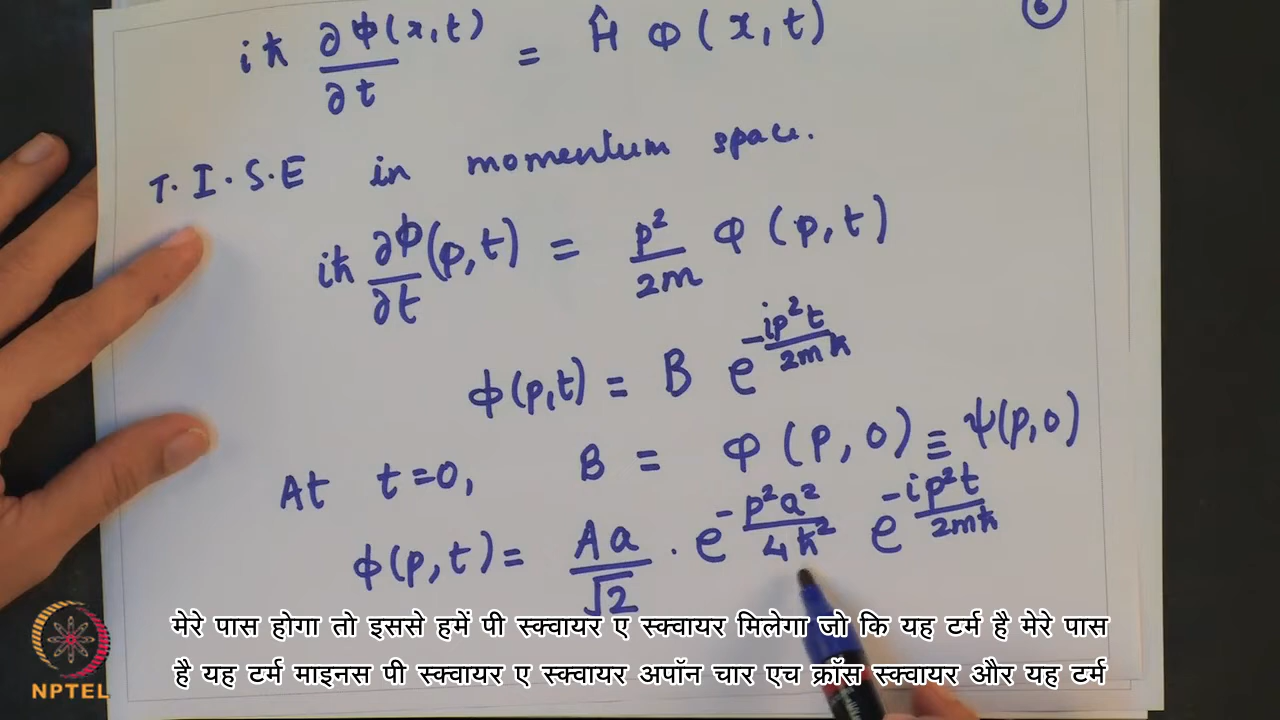 6
iħ ∂Φ(x,t)/∂t = Ĥ Φ(x,t)
T.I.S.E in momentum space.
iħ ∂Φ/∂t (p,t) = p²/2m Φ(p,t)
ϕ(p,t) = B e^(-ip²t/2mħ)
At t=0, B = Φ(p,0) ≡ ψ(p,0)
ϕ(p,t) = Aa/√2 . e^(-p²a²/4ħ²) e^(-ip²t/2mħ)
मेरे पास होगा तो इससे हमें पी स्क्वायर ए स्क्वायर मिलेगा जो कि यह टर्म है मेरे पास
है यह टर्म माइनस पी स्क्वायर ए स्क्वायर अपॉन चार एच क्रॉस स्क्वायर और यह टर्म
NPTEL